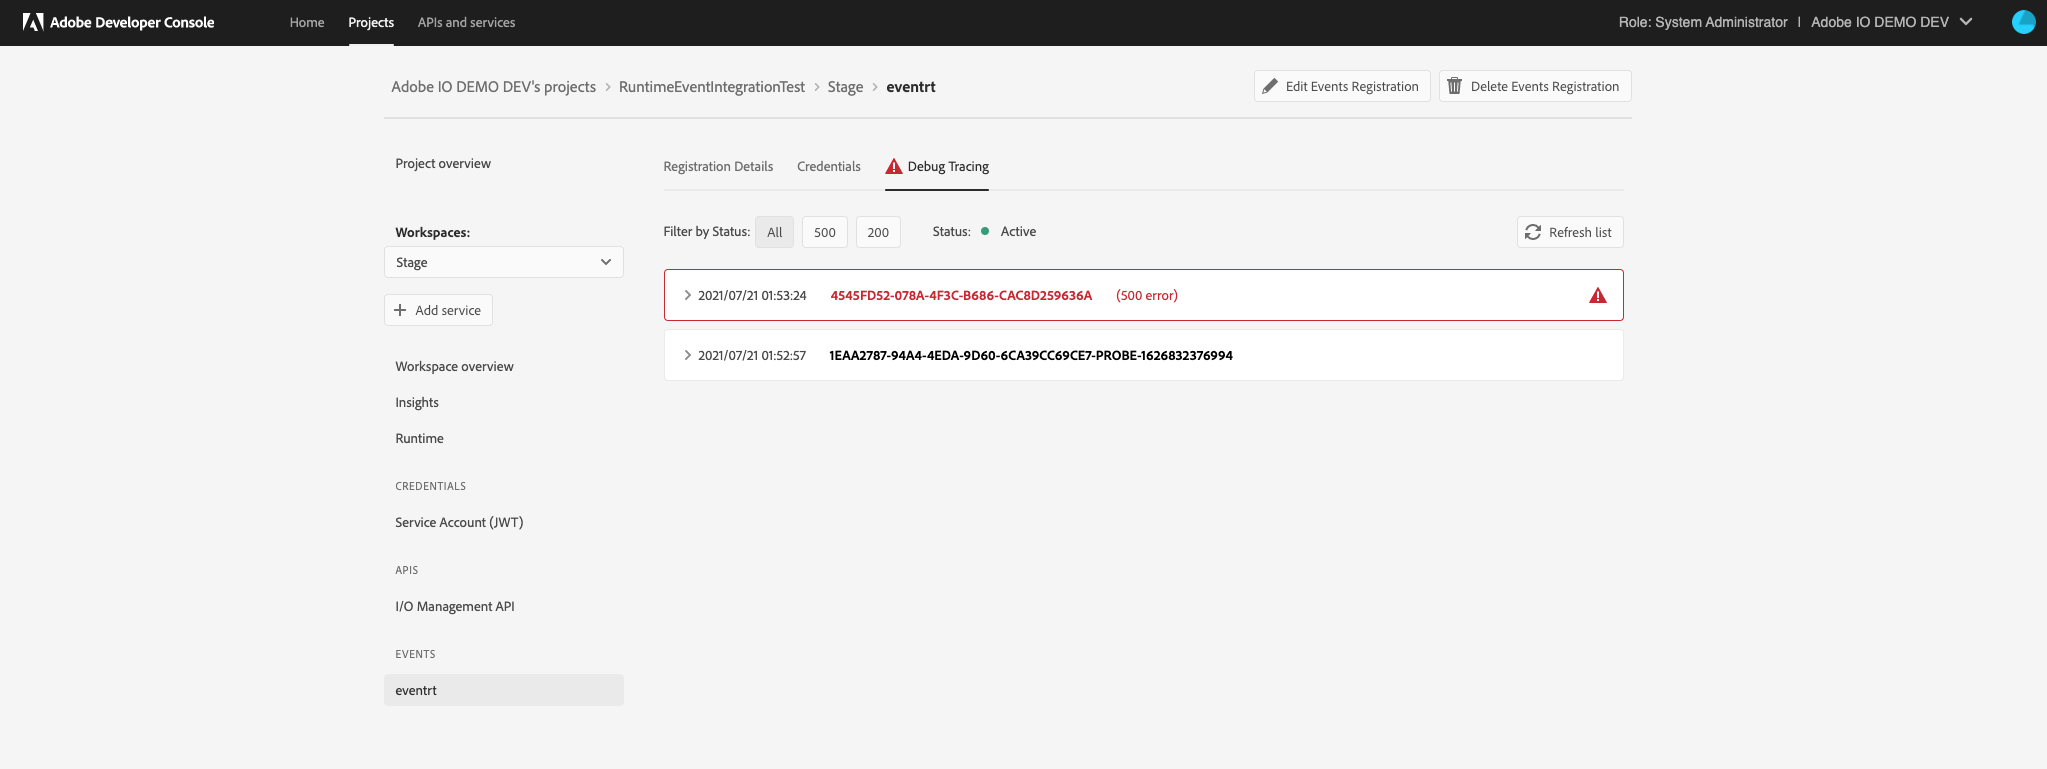 Adobe Developer Console
Home
Projects
APIs and services
Role: System Administrator | Adobe IO DEMO DEV
Adobe IO DEMO DEV's projects > RuntimeEventIntegrationTest > Stage > eventrt
Edit Events Registration
Delete Events Registration
Project overview
Workspaces:
Stage
+ Add service
Workspace overview
Insights
Runtime
CREDENTIALS
Service Account (JWT)
APIS
I/O Management API
EVENTS
eventrt
Registration Details
Credentials
Debug Tracing
Filter by Status: All 500 200 Status: Active
Refresh list
2021/07/21 01:53:24 4545FD52-078A-4F3C-B686-CAC8D259636A (500 error)
2021/07/21 01:52:57 1EAA2787-94A4-4EDA-9D60-6CA39CC69CE7-PROBE-1626832376994